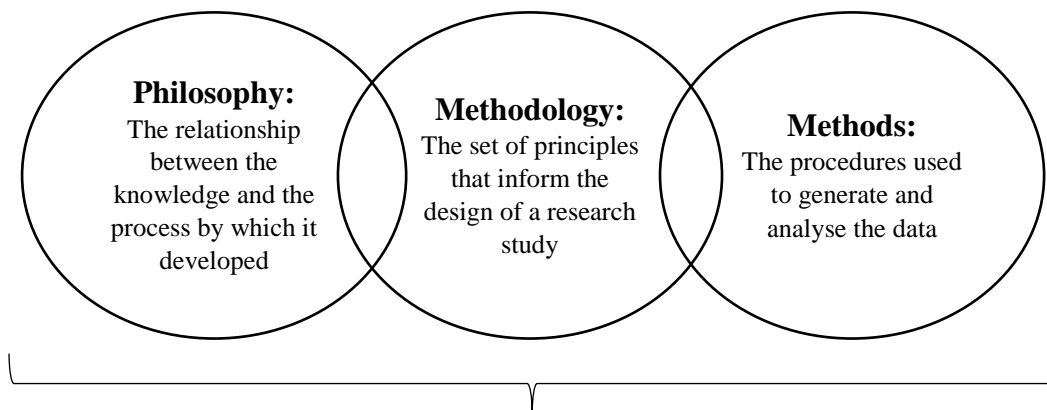 Philosophy:
The relationship
between the
knowledge and the
process by which it
developed
Methodology:
The set of principles
that inform the
design of a research
study
Methods:
The procedures used
to generate and
analyse the data